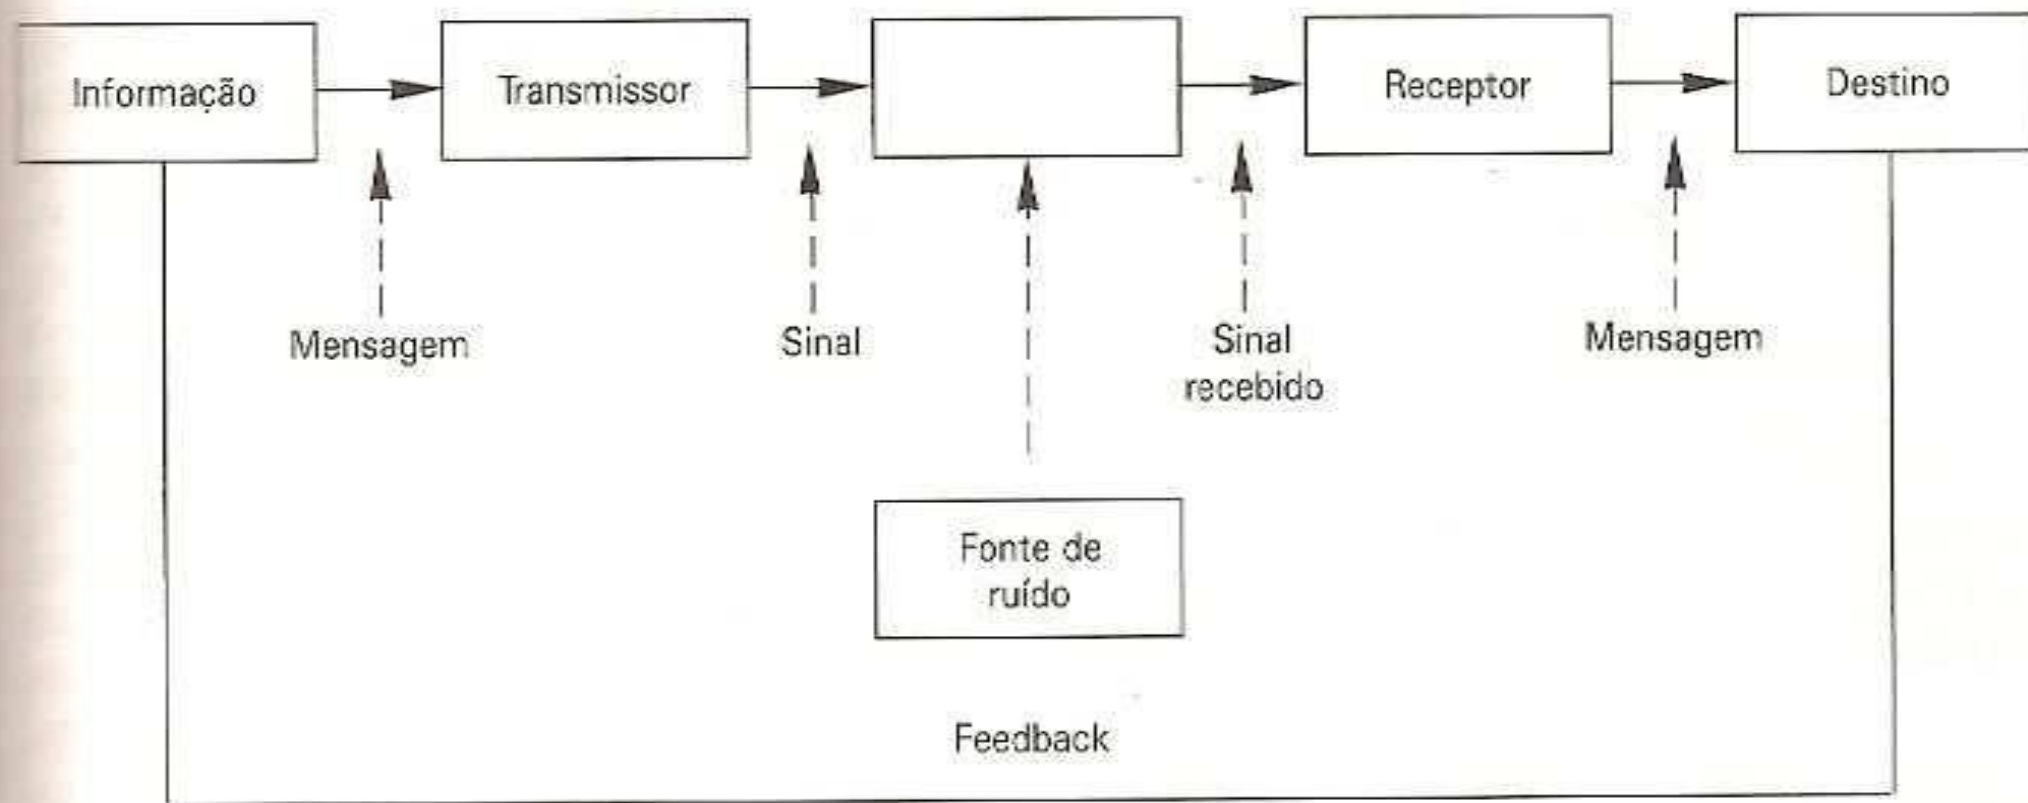 Informação
Transmissor
Receptor
Destino
Mensagem
Sinal
Sinal
recebido
Mensagem
Fonte de
ruído
Feedback